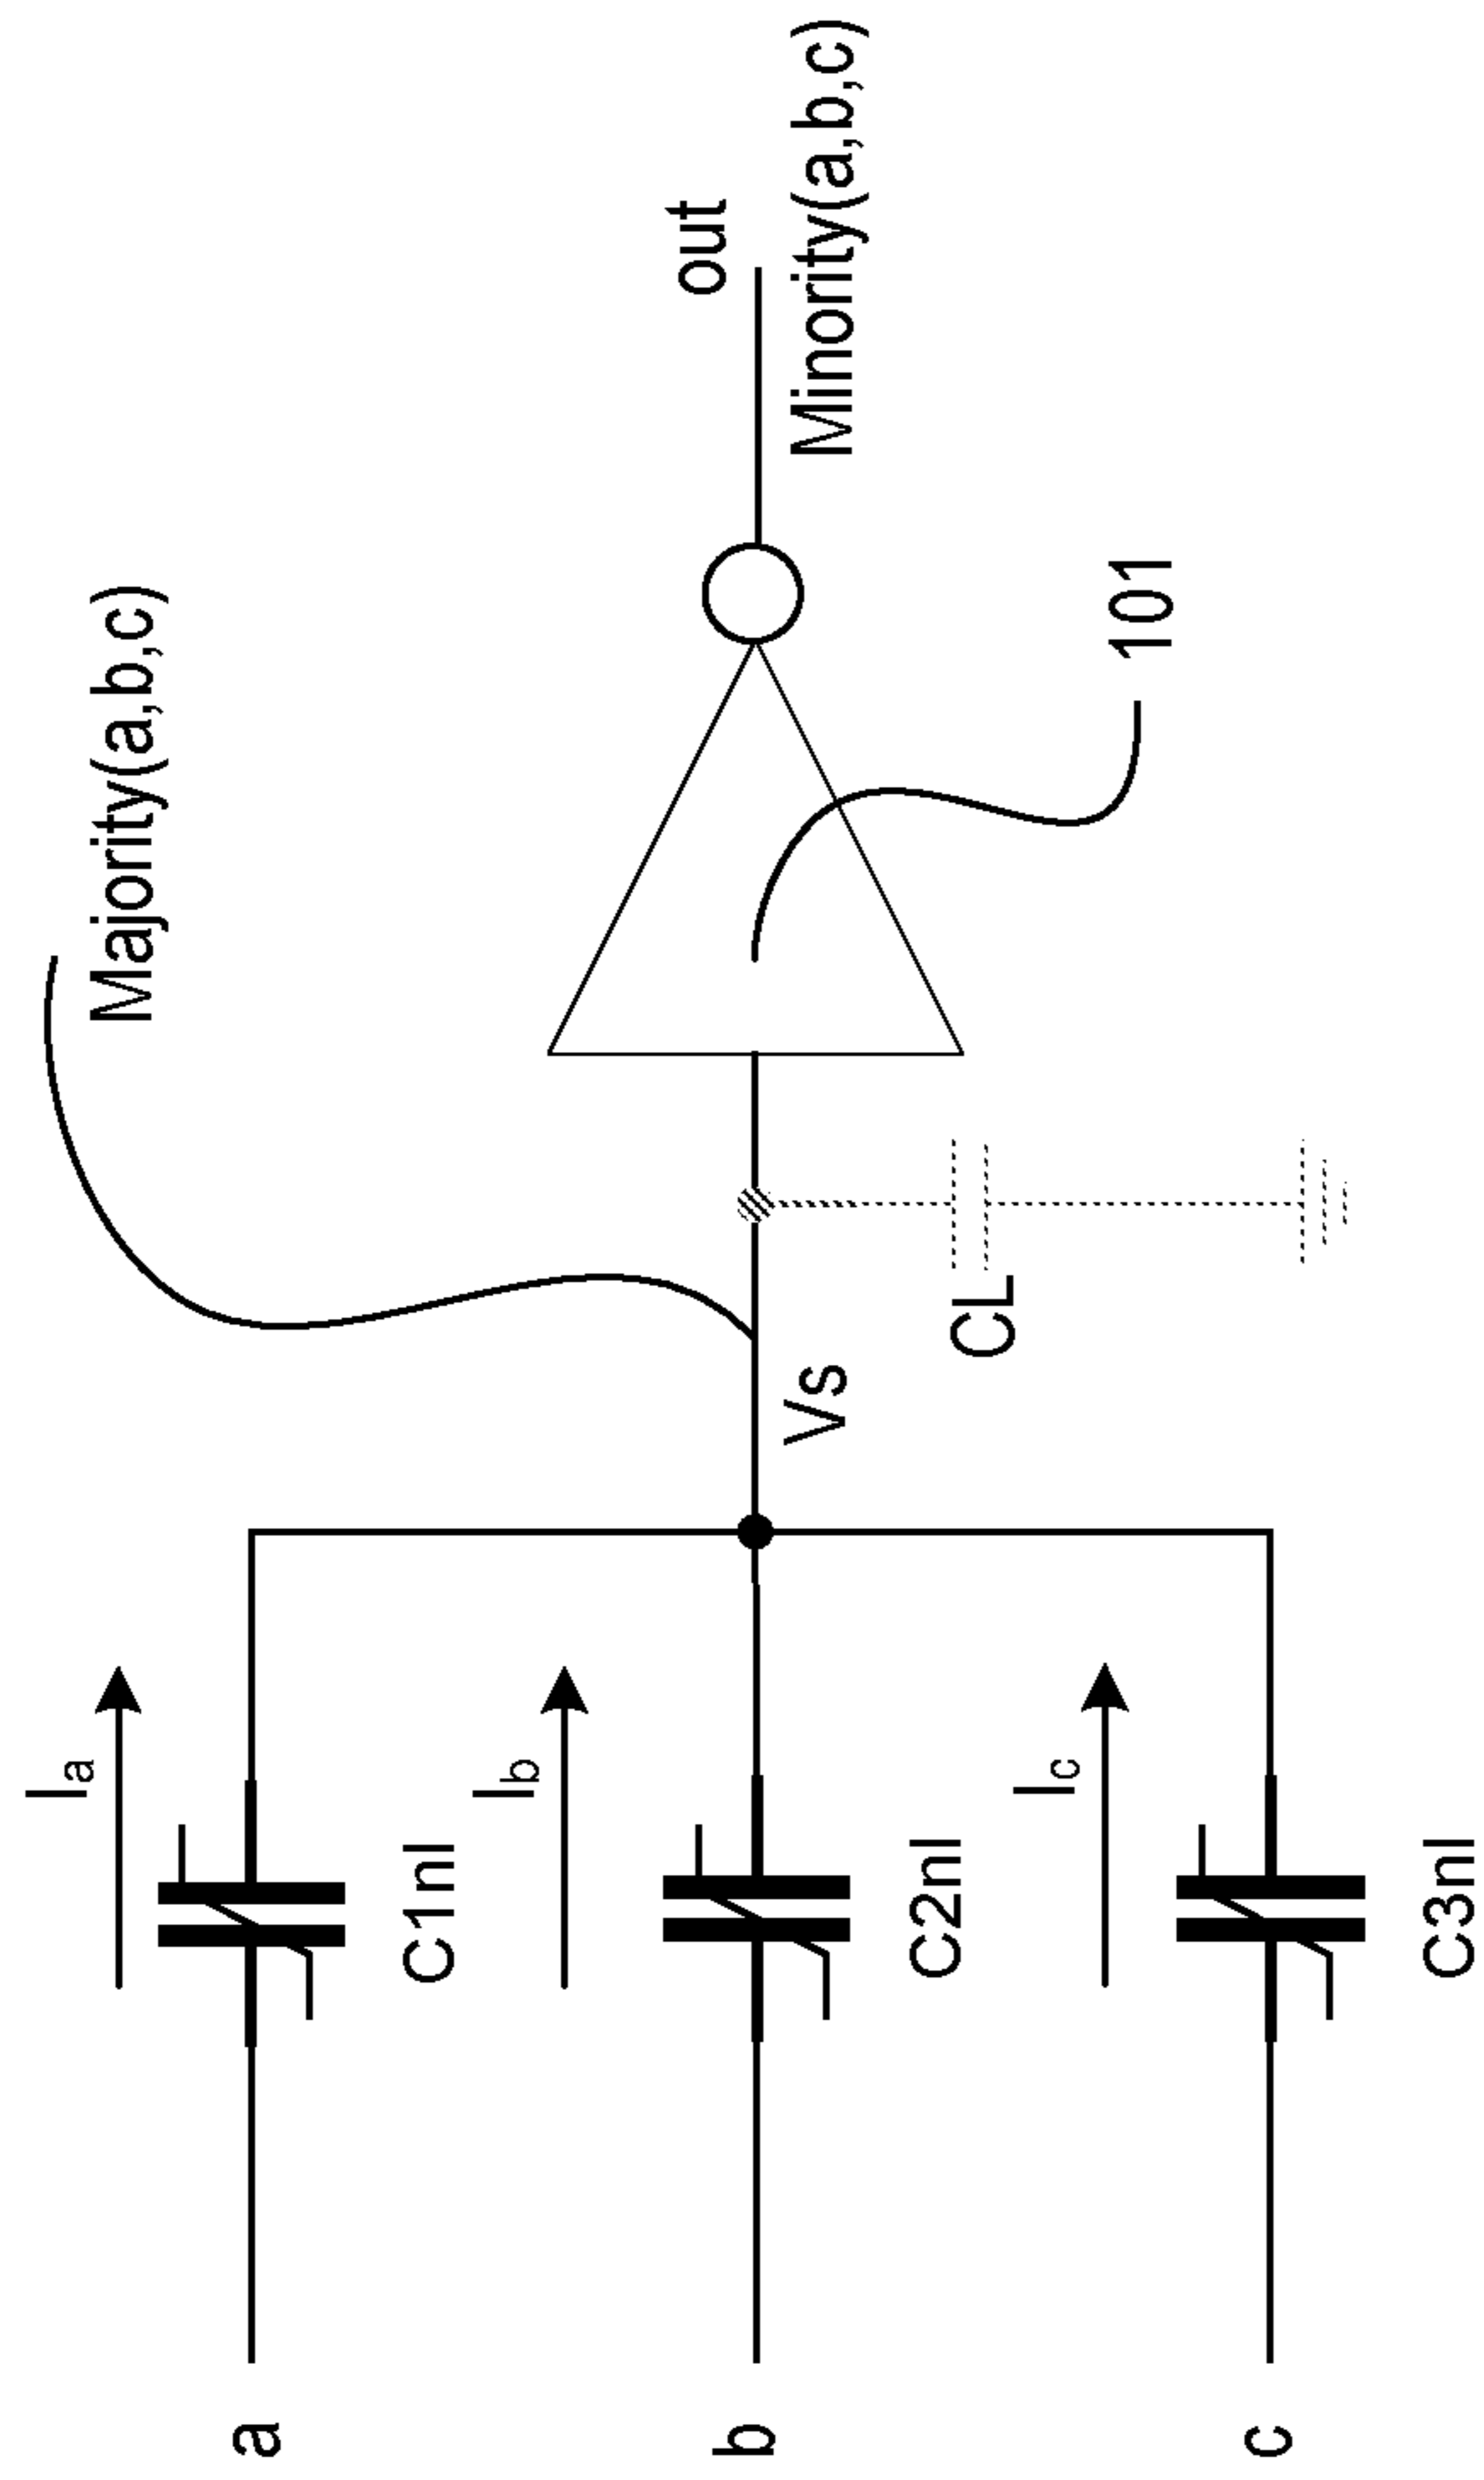 Majority(a,b,c)
Ia
a
C1nl
Ib
Vs
out
b
C2nl
Minority(a,b,c)
CL
Ic
101
c
C3nl